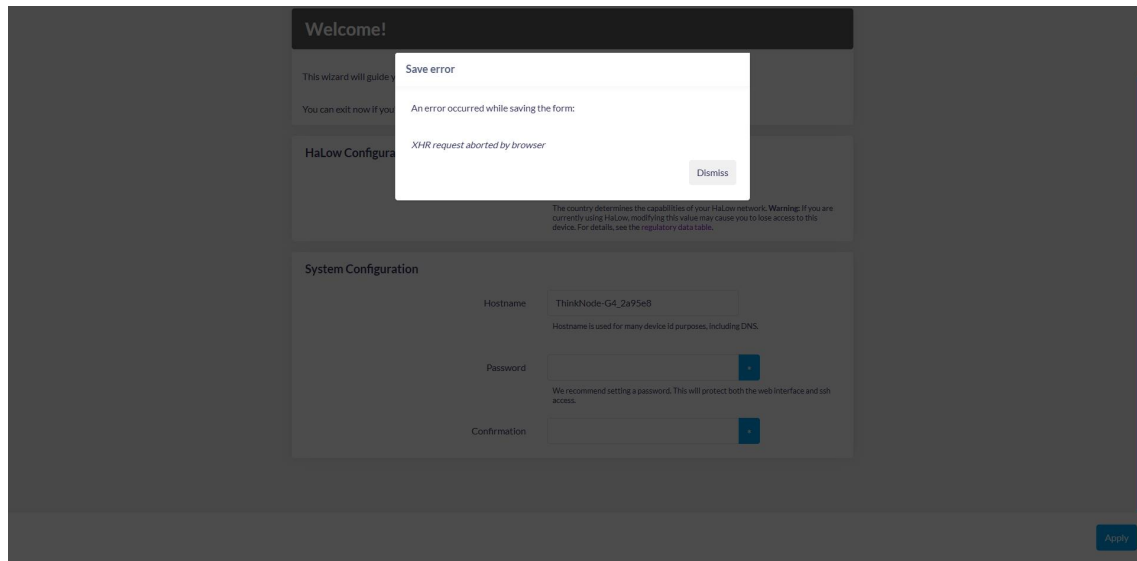 Welcome!
This wizard will guide y
You can exit now if you
Save error
An error occurred while saving the form:
XHR request aborted by browser
Dismiss
HaLow Configura
The country determines the capabilities of your HaLow network. Warning: If you are
currently using HaLow, modifying this value may cause you to lose access to this
device. For details, see the regulatory data table.
System Configuration
Hostname
ThinkNode-G4_2a95e8
Hostname is used for many device id purposes, including DNS.
Password
*
We recommend setting a password. This will protect both the web interface and ssh
access.
Confirmation
*
Apply